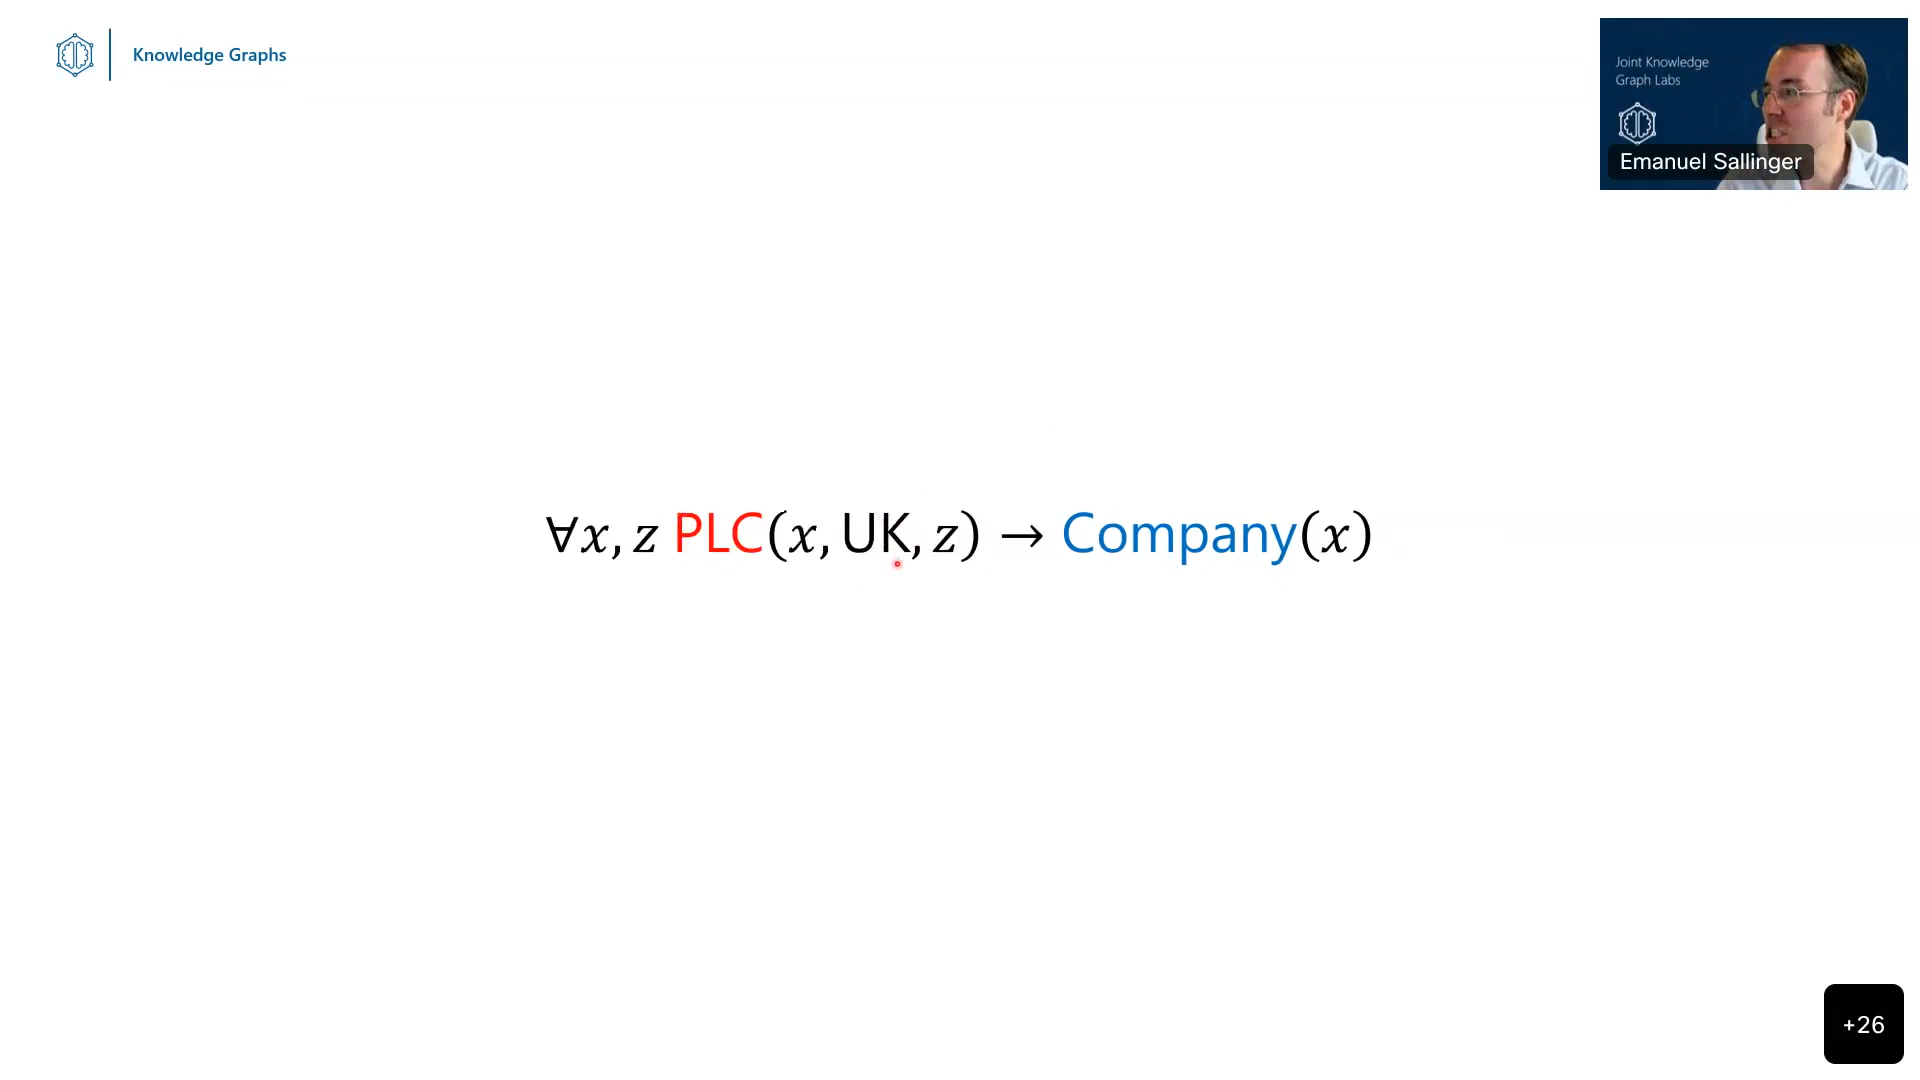 Knowledge Graphs
Joint Knowledge
Graph Labs
Emanuel Sallinger
∀x, z PLC(x, UK, z) → Company(x)
+26